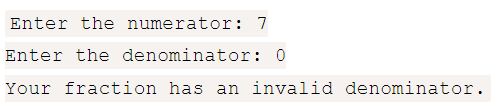 Enter the numerator: 7
Enter the denominator: 0
Your fraction has an invalid denominator.